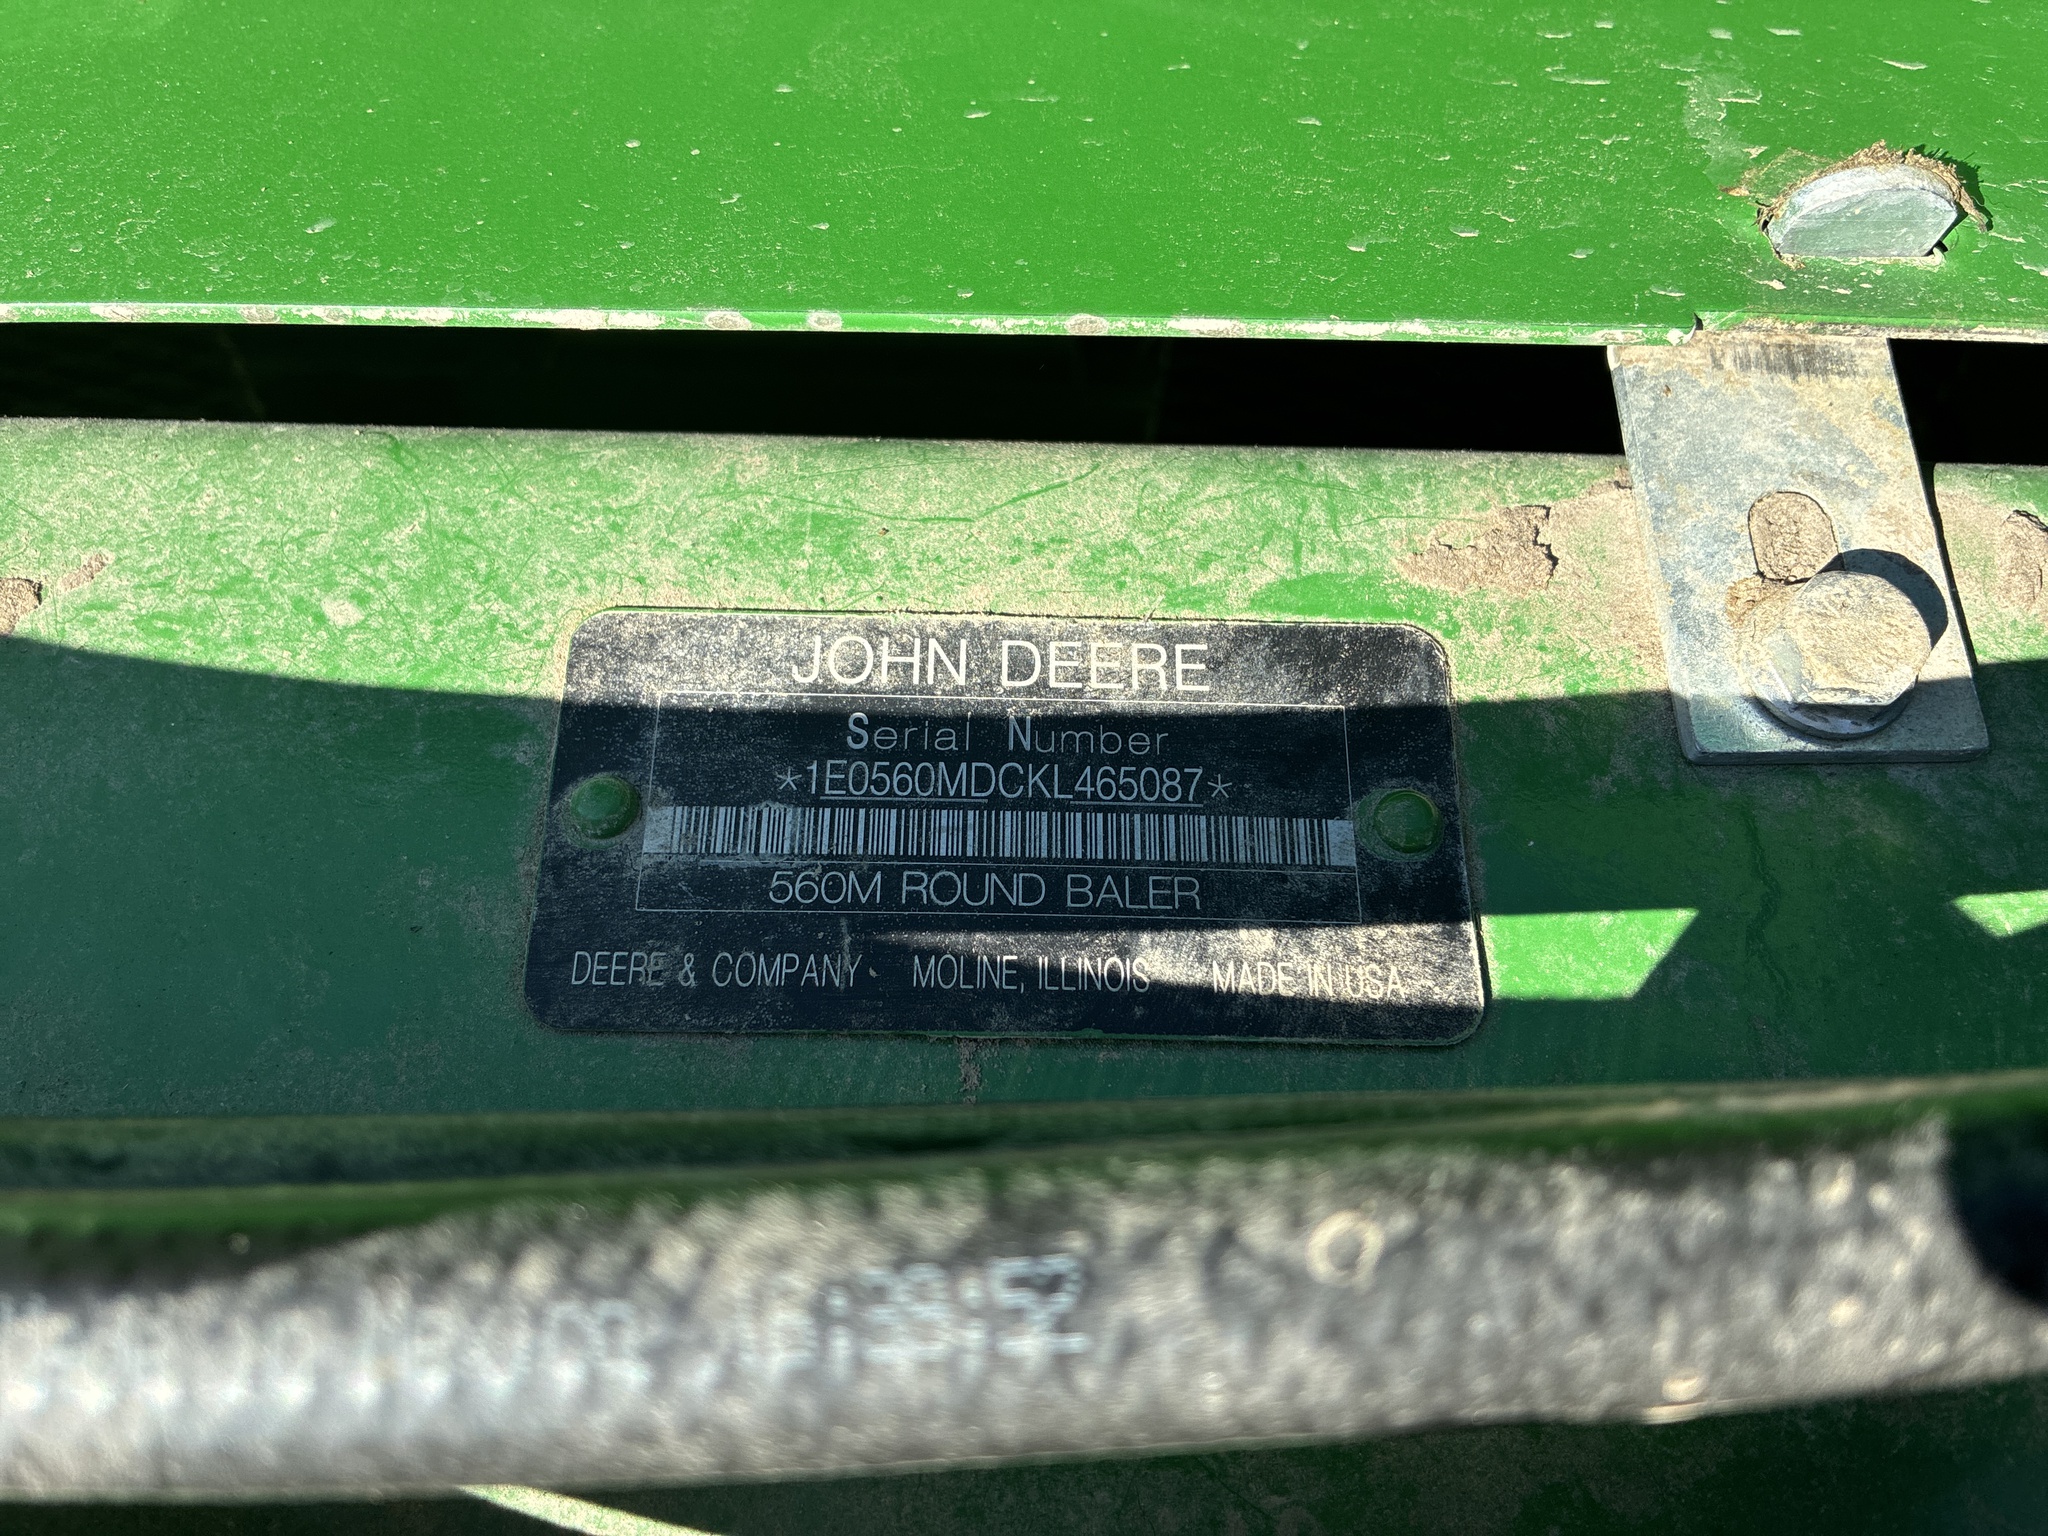 JOHN DEERE
Serial Number
*1E0560MDCKL465087*
560M ROUND BALER
DEERE & COMPANY MOLINE, ILLINOIS MADE IN USA